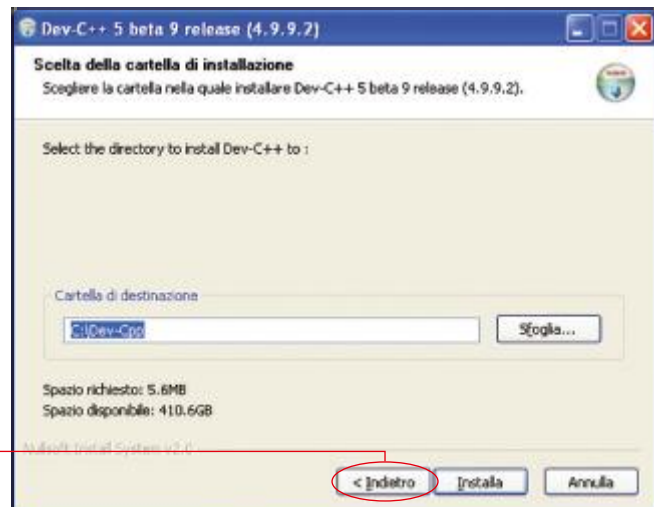 Dev-C++ 5 beta 9 release (4.9.9.2)
Scelta della cartella di installazione
Scegliere la cartella nella quale installare Dev-C++ 5 beta 9 release (4.9.9.2).
Select the directory to install Dev-C++ to :
Cartella di destinazione
C:\Dev-Cpp
Sfoglia...
Spazio richiesto: 5.6MB
Spazio disponibile: 410.6GB
Nullsoft Install System v2.0
< Indietro
Installa
Annulla